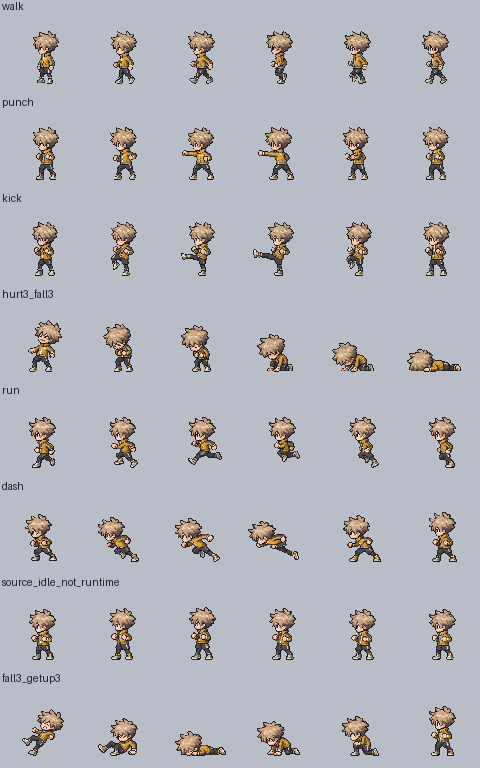 walk
punch
kick
hurt3_fall3
run
dash
source_idle_not_runtime
fall3_getup3